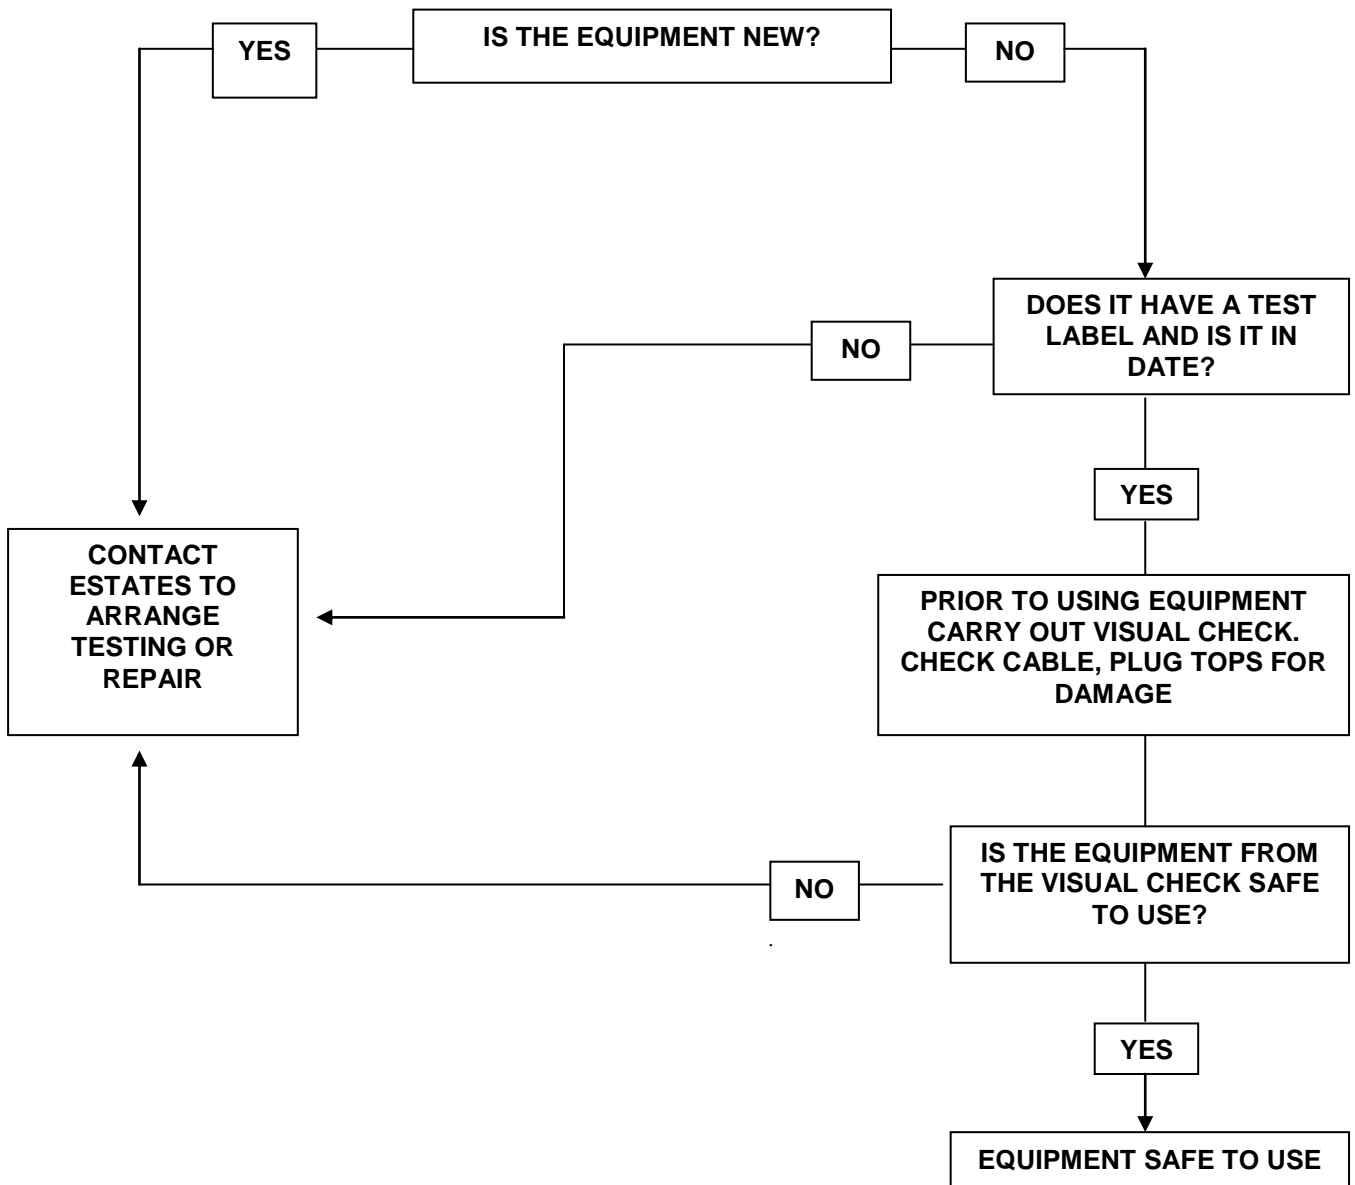 IS THE EQUIPMENT NEW?
YES
NO
DOES IT HAVE A TEST
LABEL AND IS IT IN
DATE?
NO
YES
CONTACT
ESTATES TO
ARRANGE
TESTING OR
REPAIR
PRIOR TO USING EQUIPMENT
CARRY OUT VISUAL CHECK.
CHECK CABLE, PLUG TOPS FOR
DAMAGE
IS THE EQUIPMENT FROM
THE VISUAL CHECK SAFE
TO USE?
NO
.
YES
EQUIPMENT SAFE TO USE